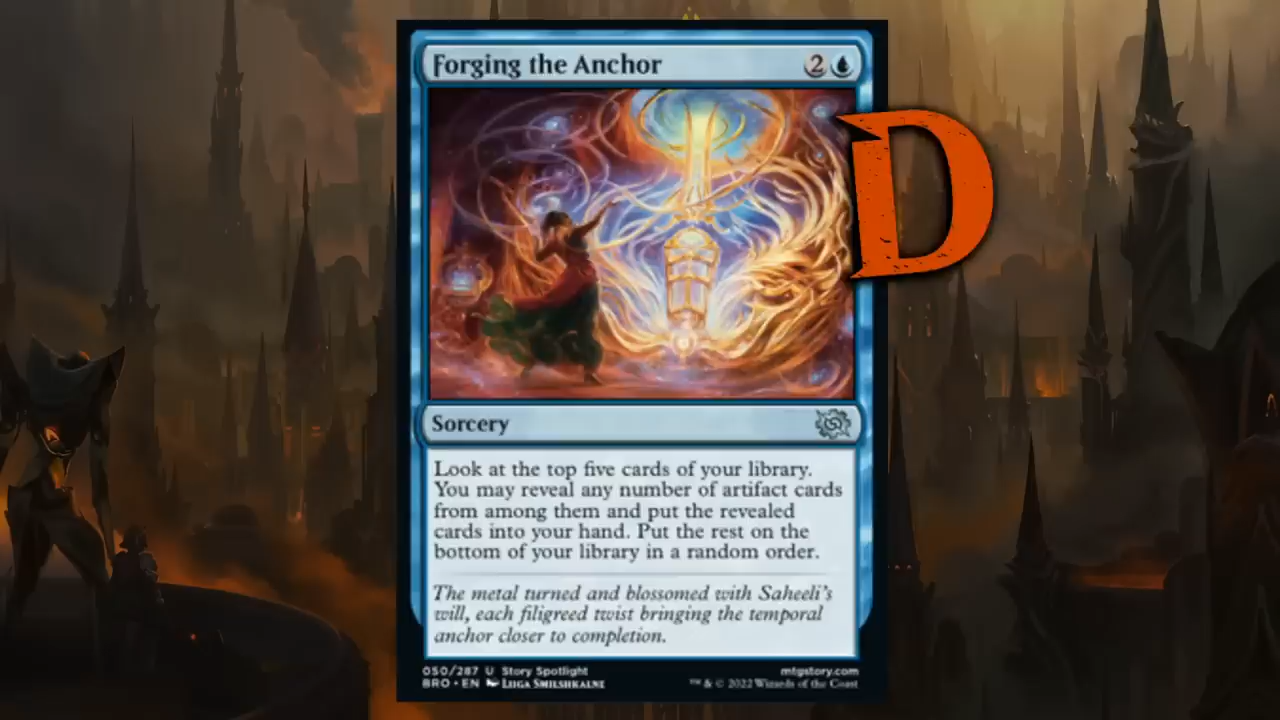 Forging the Anchor 2
D
Sorcery
Look at the top five cards of your library.
You may reveal any number of artifact cards
from among them and put the revealed
cards into your hand. Put the rest on the
bottom of your library in a random order.
The metal turned and blossomed with Saheeli's
will, each filigreed twist bringing the temporal
anchor closer to completion.
050/287 U Story Spotlight mtgstory.com
BRO • EN Liiga Smilshkalne ™ & © 2022 Wizards of the Coast